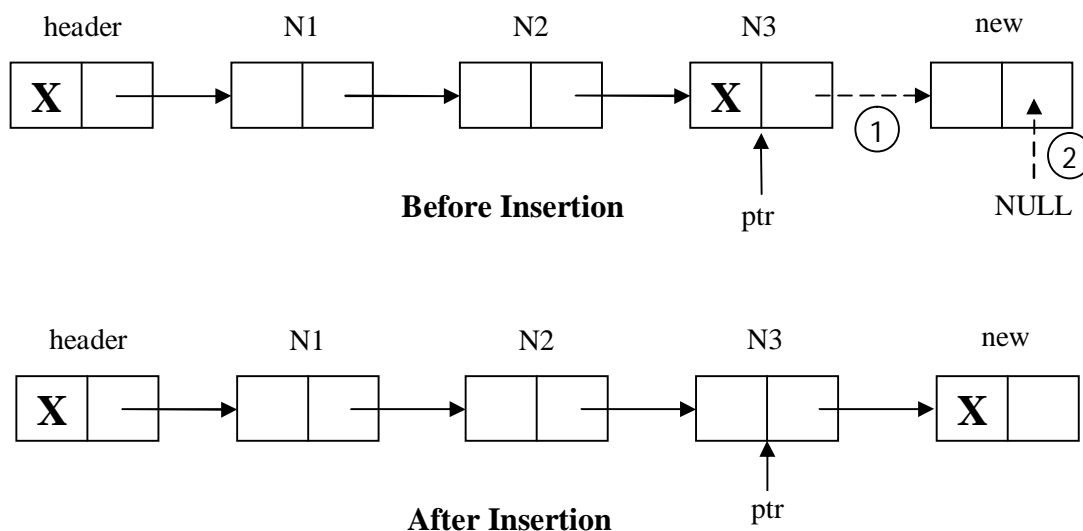 header N1 N2 N3 new
X X
1
2
Before Insertion
ptr
NULL
header N1 N2 N3 new
X X
ptr
After Insertion